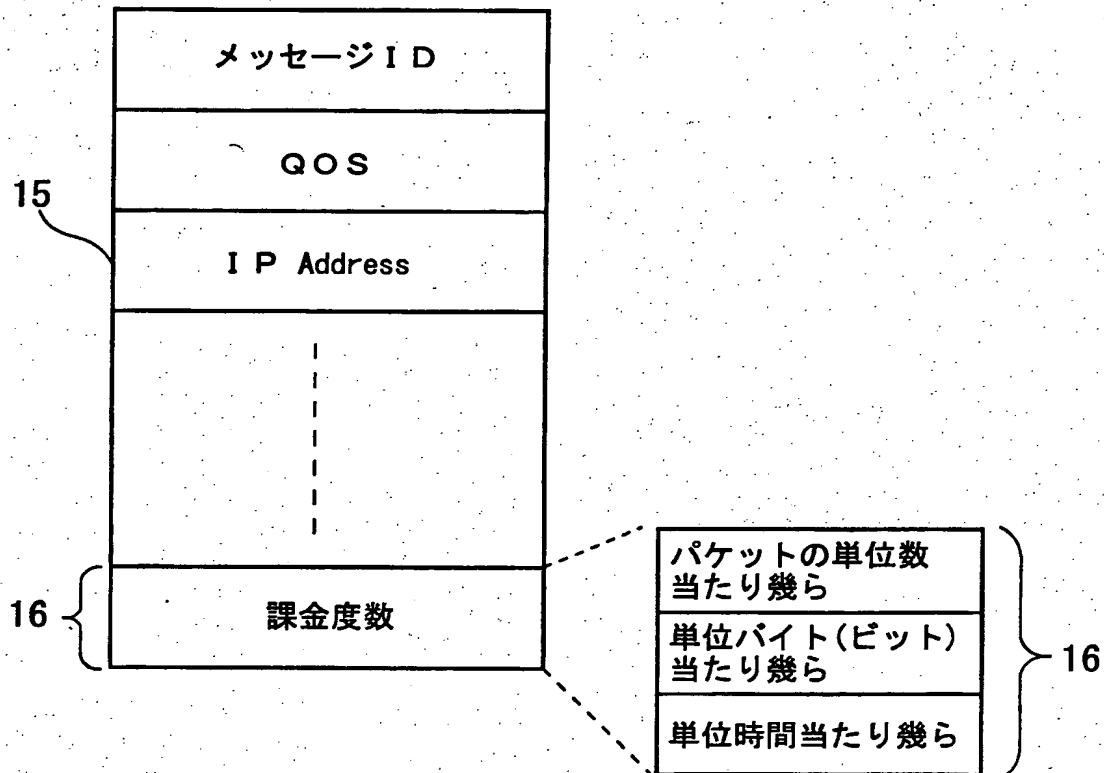 メッセージID
QOS
15
IP Address
16
課金度数
パケットの単位数
当たり幾ら
単位バイト(ビット)
当たり幾ら
単位時間当たり幾ら
16